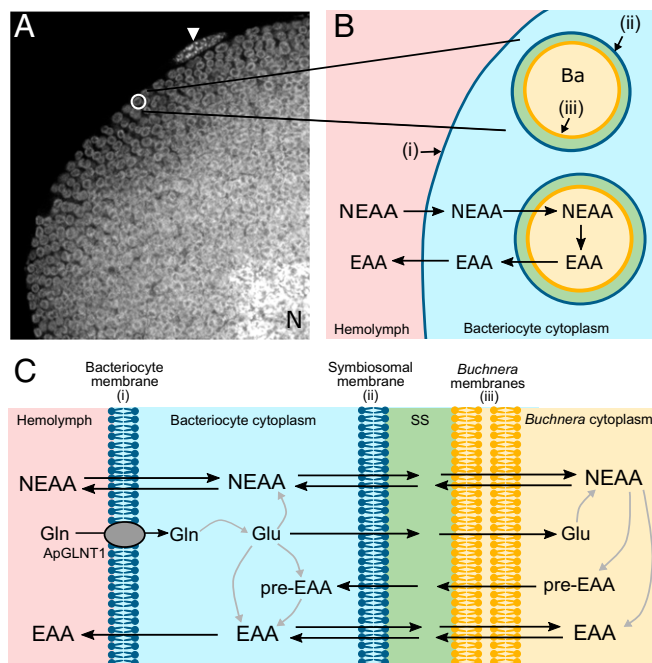 A
N
B
(ii)
Ba
(iii)
(i)
NEAA
NEAA
NEAA
EAA
EAA
EAA
Hemolymph
Bacteriocyte cytoplasm
C
Bacteriocyte
membrane
(i)
Symbiosomal
membrane
(ii)
Buchnera
membranes
(iii)
Hemolymph
Bacteriocyte cytoplasm
SS
Buchnera cytoplasm
NEAA
NEAA
NEAA
Gln
ApGLNT1
Gln
Glu
Glu
pre-EAA
pre-EAA
EAA
EAA
EAA